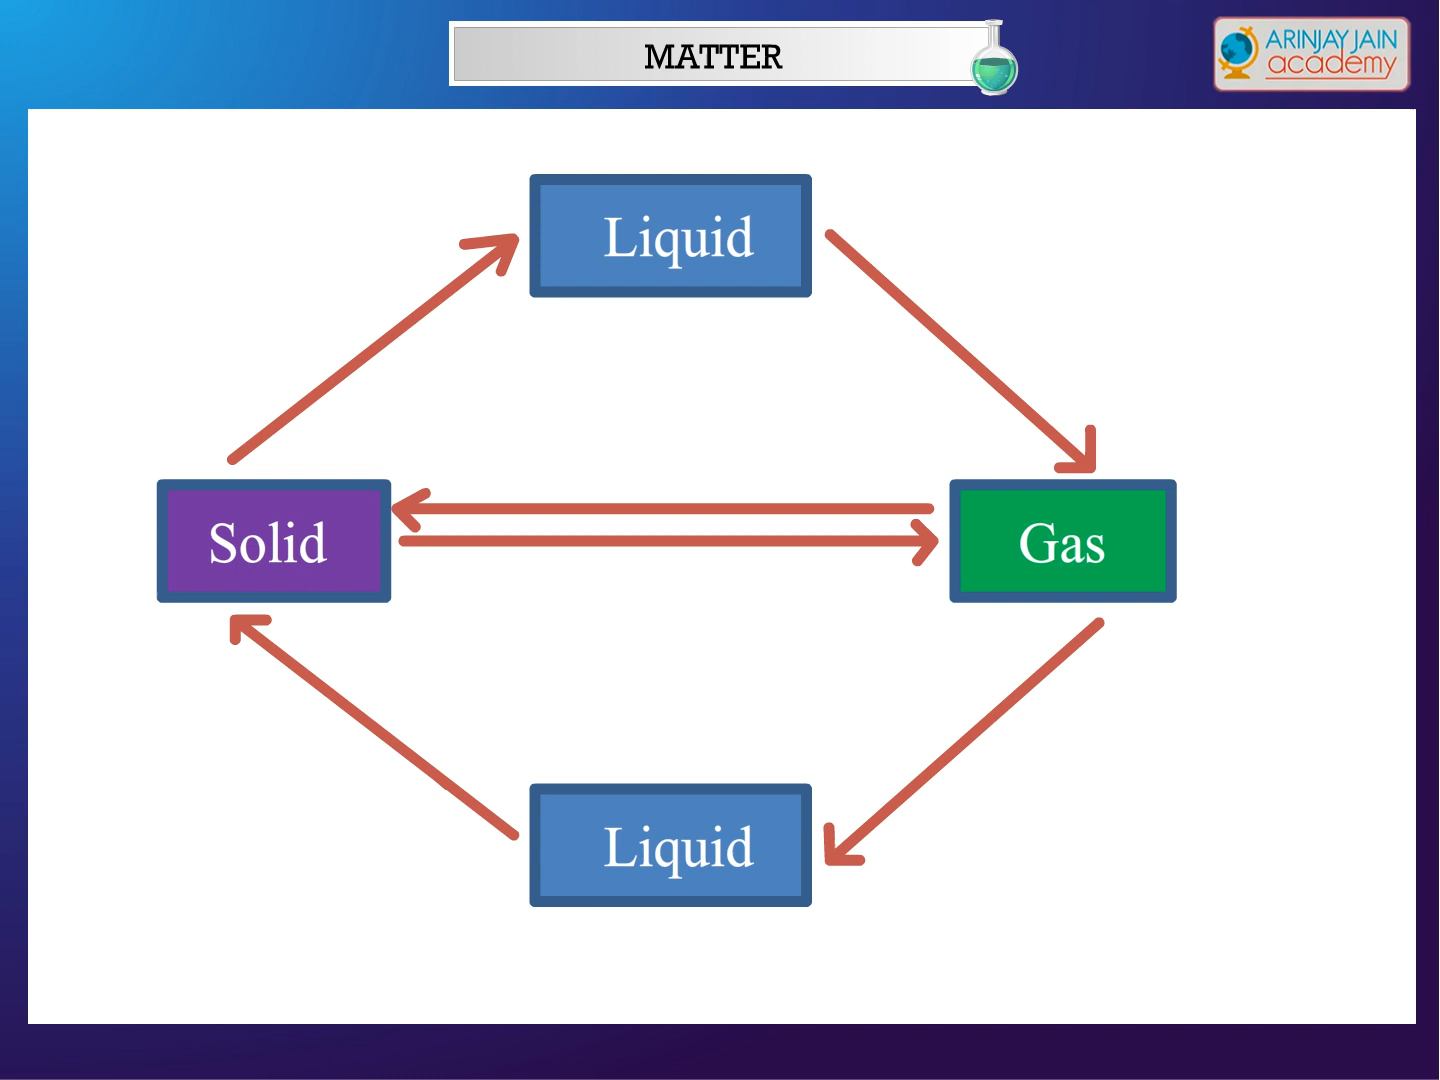 MATTER
ARINJAY JAIN
academy
Liquid
Solid
Gas
Liquid